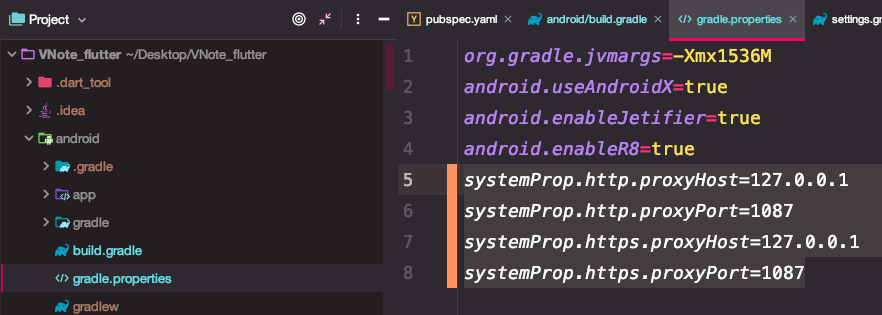 Project
pubspec.yaml
android/build.gradle
gradle.properties
settings.gr
VNote_flutter ~/Desktop/VNote_flutter
.dart_tool
.idea
android
.gradle
app
gradle
build.gradle
gradle.properties
gradlew
1 org.gradle.jvmargs=-Xmx1536M
2 android.useAndroidX=true
3 android.enableJetifier=true
4 android.enableR8=true
5 systemProp.http.proxyHost=127.0.0.1
6 systemProp.http.proxyPort=1087
7 systemProp.https.proxyHost=127.0.0.1
8 systemProp.https.proxyPort=1087